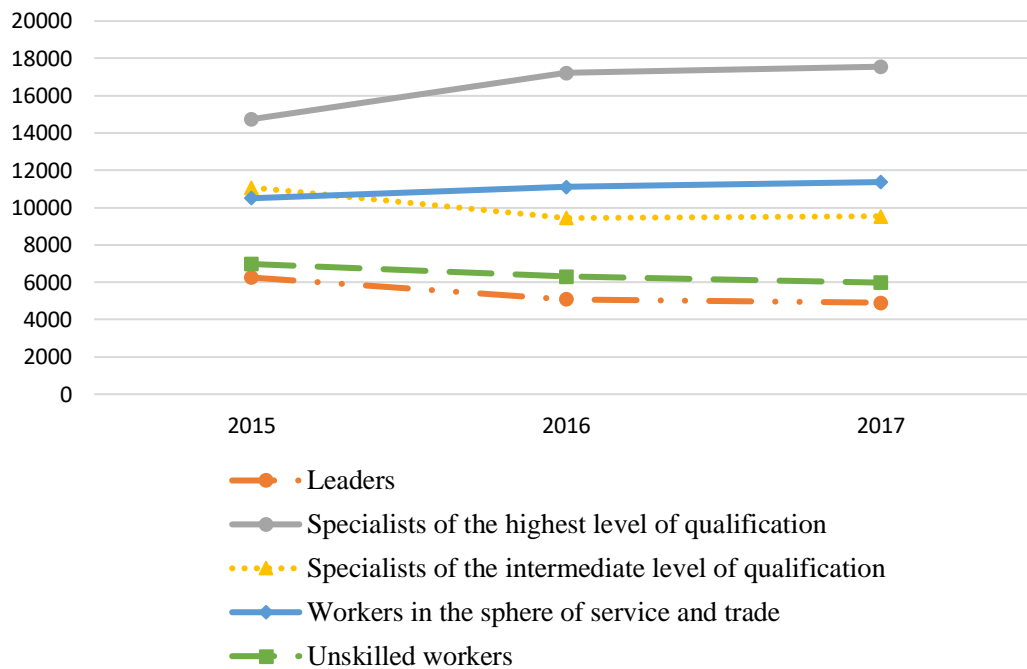 20000
18000
16000
14000
12000
10000
8000
6000
4000
2000
0
2015 2016 2017
Leaders
Specialists of the highest level of qualification
Specialists of the intermediate level of qualification
Workers in the sphere of service and trade
Unskilled workers